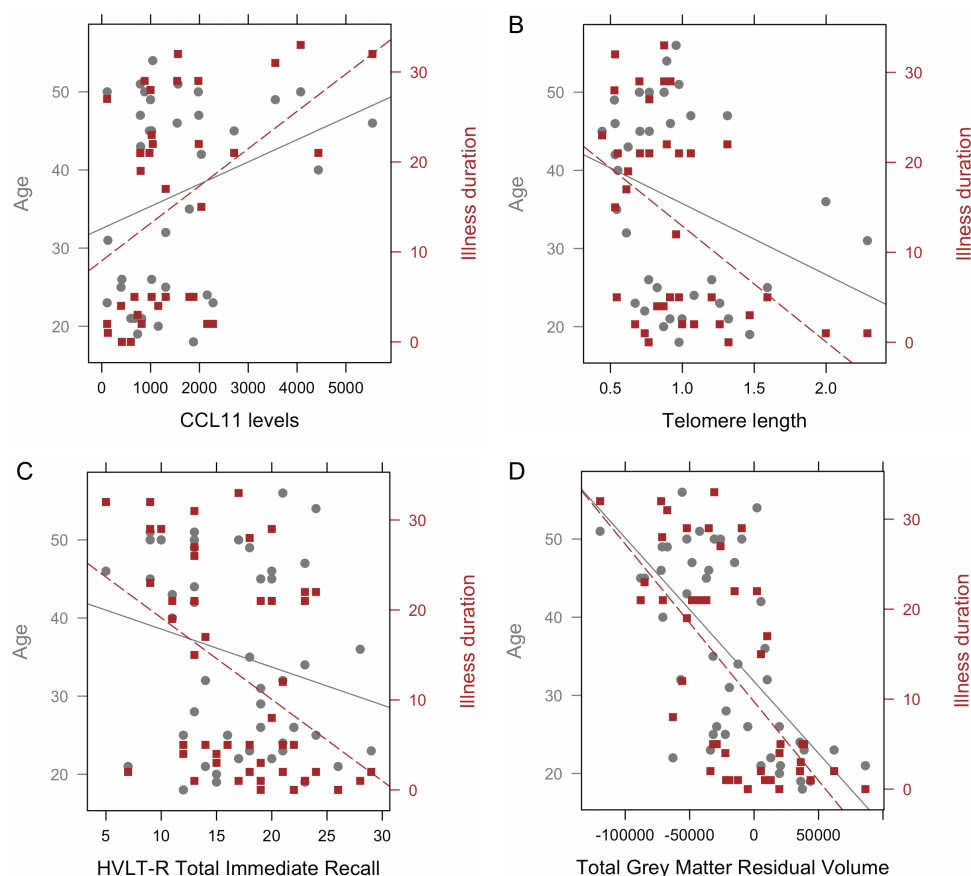 50
40
30
20
Age
30
20
10
0
Illness duration
0 1000 2000 3000 4000 5000
CCL11 levels
B
50
40
30
20
Age
30
20
10
0
Illness duration
0.5 1.0 1.5 2.0
Telomere length
C
50
40
30
20
Age
30
20
10
0
Illness duration
5 10 15 20 25 30
HVLT-R Total Immediate Recall
D
50
40
30
20
Age
30
20
10
0
Illness duration
-100000 -50000 0 50000
Total Grey Matter Residual Volume